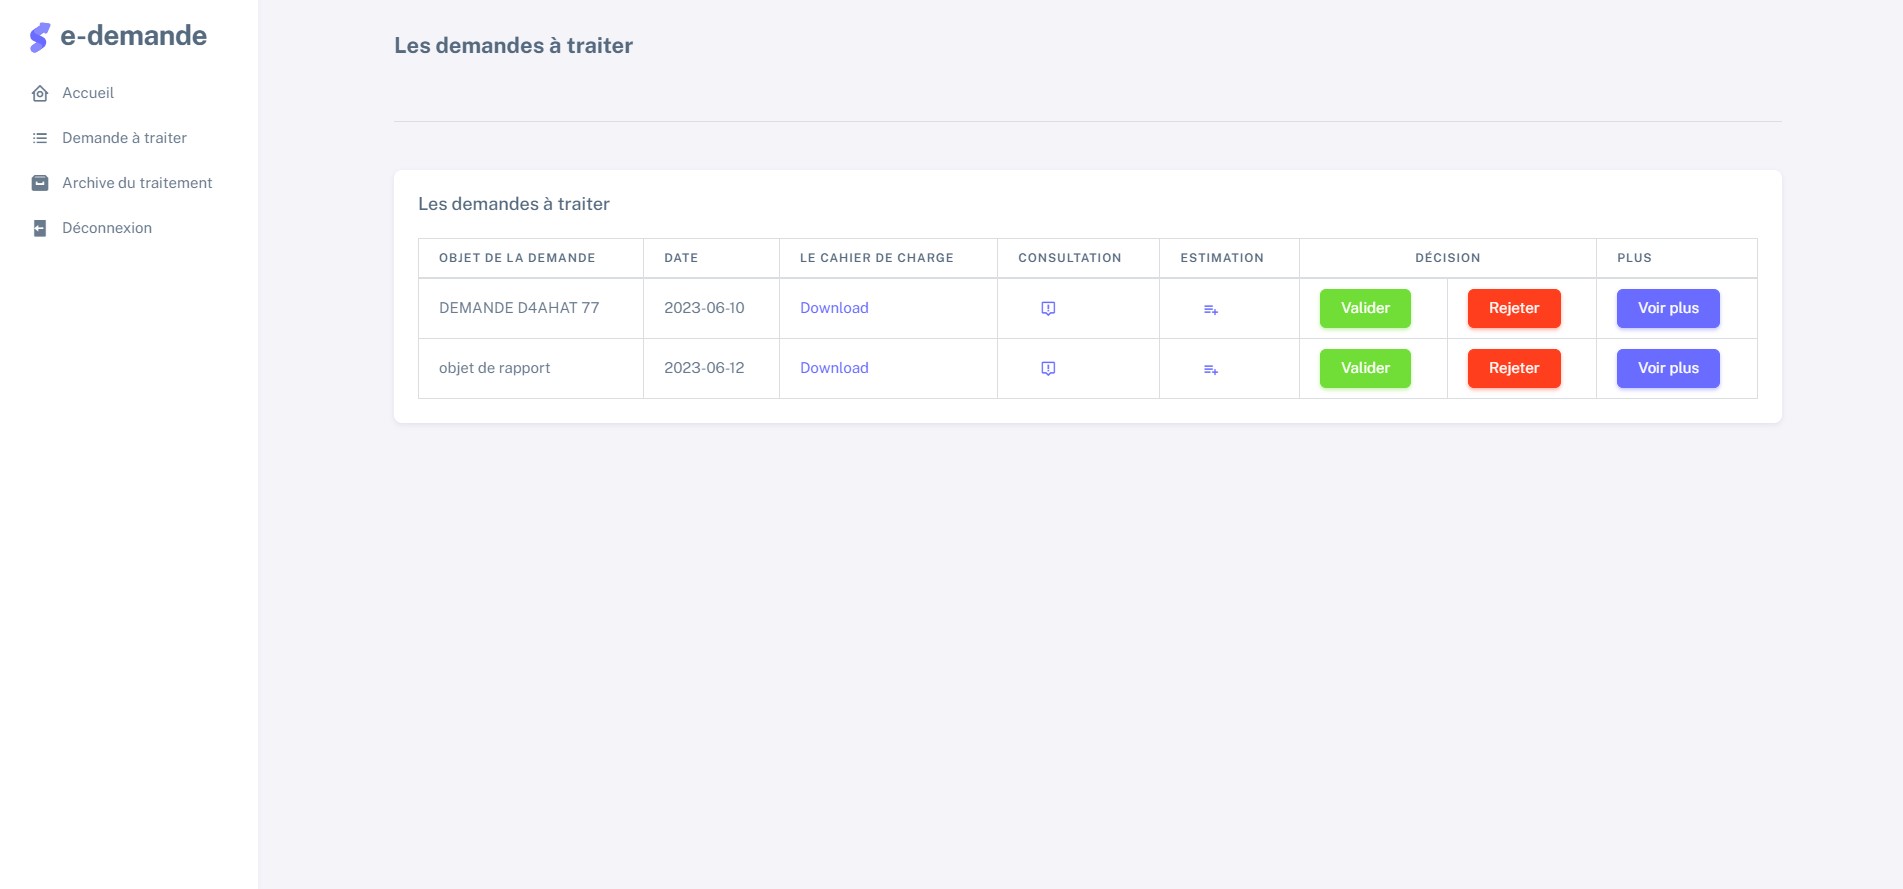 e-demande
Accueil
Demande à traiter
Archive du traitement
Déconnexion
Les demandes à traiter
Les demandes à traiter
OBJET DE LA DEMANDE DATE LE CAHIER DE CHARGE CONSULTATION ESTIMATION DÉCISION PLUS
DEMANDE D4AHAT 77 2023-06-10 Download Valider Rejeter Voir plus
objet de rapport 2023-06-12 Download Valider Rejeter Voir plus